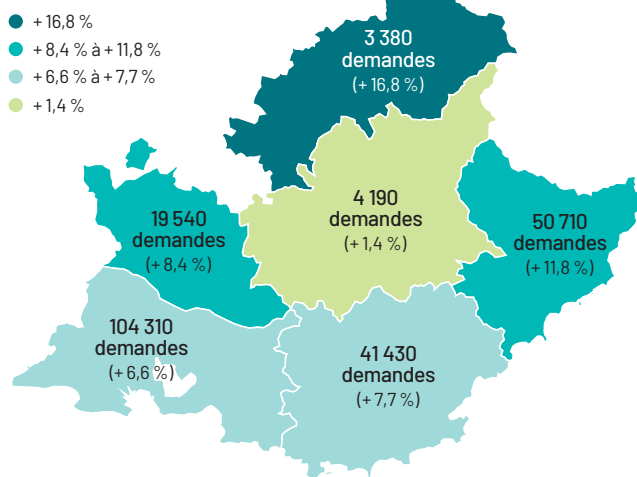 + 16,8 %
+ 8,4 % à + 11,8 %
+ 6,6 % à + 7,7 %
+ 1,4 %
3 380
demandes
(+ 16,8 %)
4 190
demandes
(+ 1,4 %)
19 540
demandes
(+ 8,4 %)
50 710
demandes
(+ 11,8 %)
104 310
demandes
(+ 6,6 %)
41 430
demandes
(+ 7,7 %)